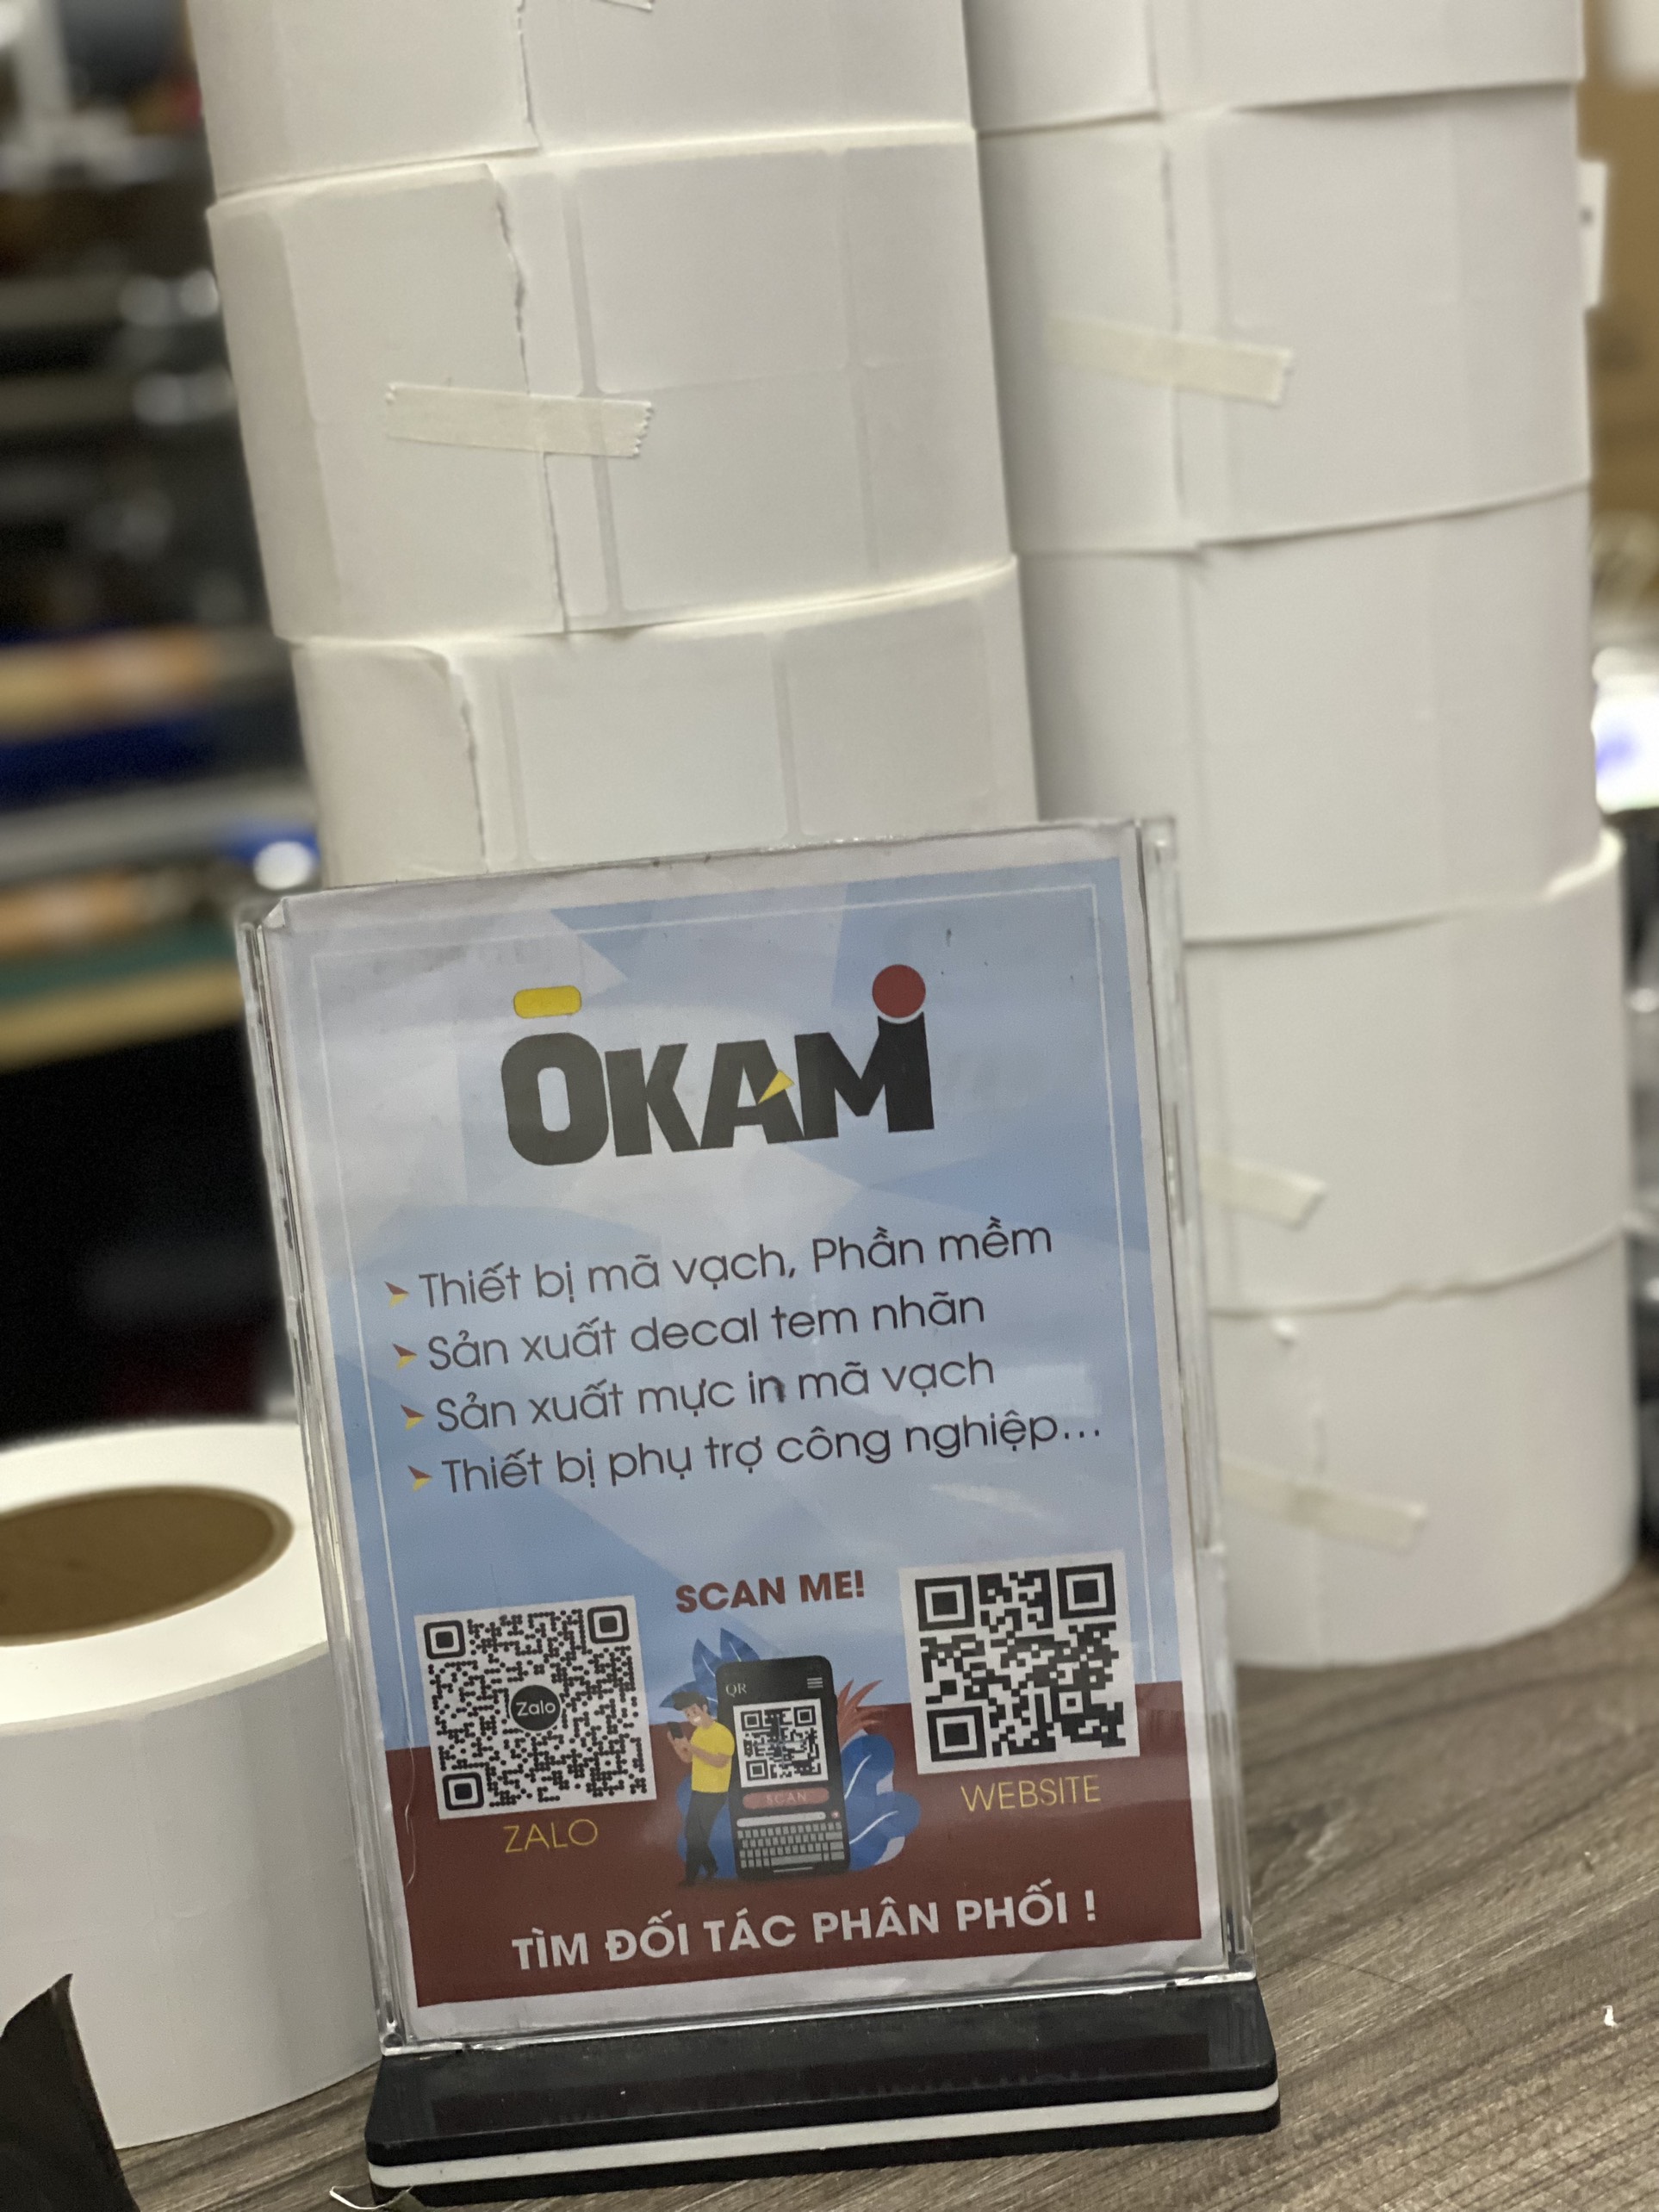 ŌKAMI
Thiết bị mã vạch, Phần mềm
Sản xuất decal tem nhãn
Sản xuất mực in mã vạch
Thiết bị phụ trợ công nghiệp...
SCAN ME!
QR
Zalo
SCAN
ZALO
WEBSITE
TÌM ĐỐI TÁC PHÂN PHỐI !